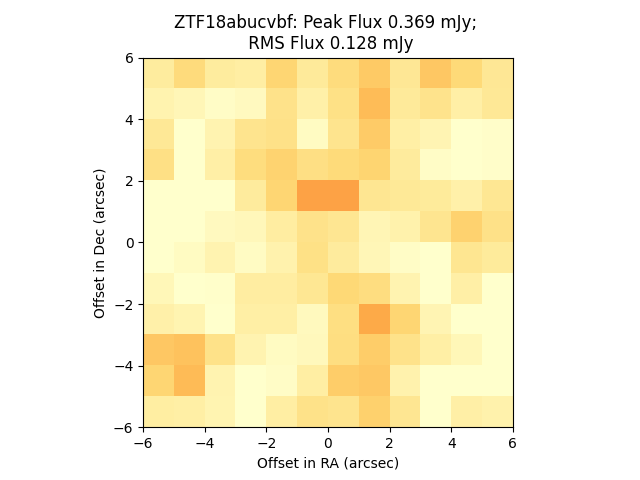 ZTF18abucvbf: Peak Flux 0.369 mJy;
RMS Flux 0.128 mJy
6
4
2
0
−2
−4
−6
Offset in Dec (arcsec)
−6 −4 −2 0 2 4 6
Offset in RA (arcsec)